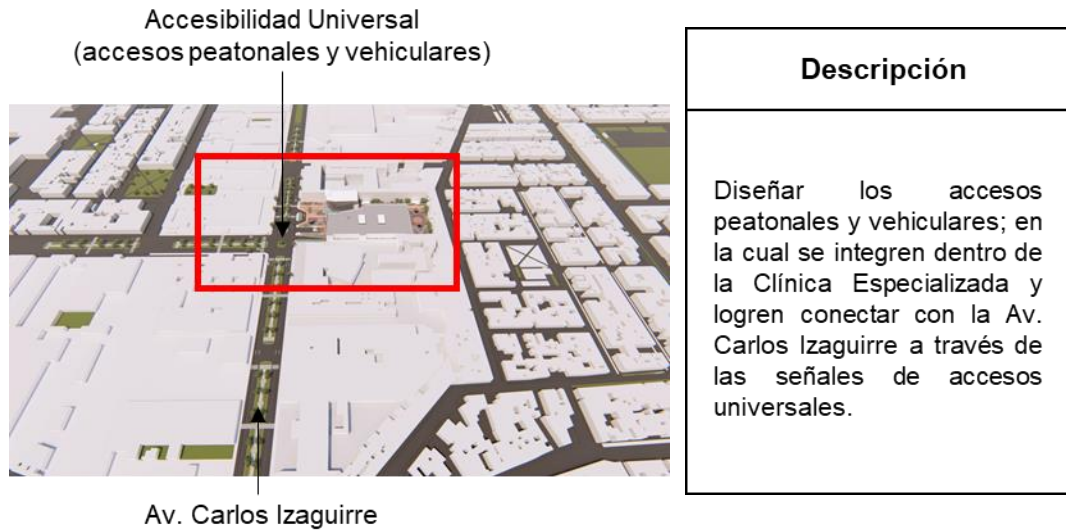 Accesibilidad Universal
(accesos peatonales y vehiculares)
Av. Carlos Izaguirre
Descripción
Diseñar los accesos
peatonales y vehiculares; en
la cual se integren dentro de
la Clínica Especializada y
logren conectar con la Av.
Carlos Izaguirre a través de
las señales de accesos
universales.